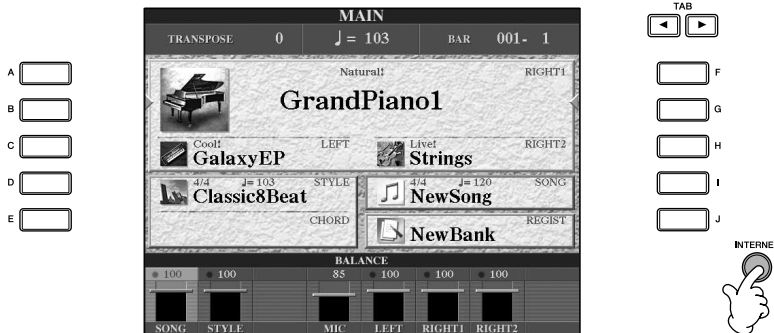 MAIN
TAB
TRANSPOSE 0 ♩= 103 BAR 001- 1
A
F
Natural! RIGHT1
GrandPiano1
B
G
C
H
Cool! LEFT
GalaxyEP
Live! RIGHT2
Strings
D
I
4/4 ♩= 103 STYLE
Classic8Beat
4/4 ♩= 120 SONG
NewSong
E
J
CHORD
REGIST
NewBank
INTERNE
BALANCE
100 100 85 100 100 100
SONG STYLE MIC LEFT RIGHT1 RIGHT2